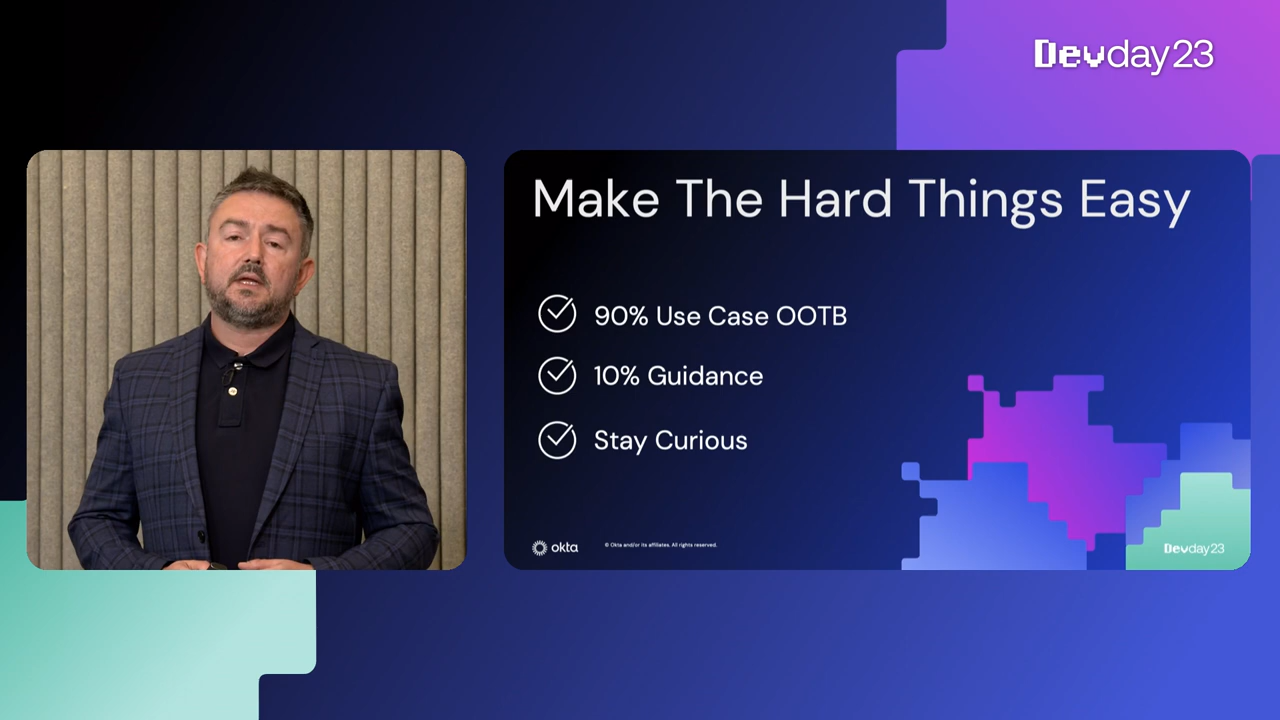 Devday23
Make The Hard Things Easy
90% Use Case OOTB
10% Guidance
Stay Curious
okta
© Okta and/or its affiliates. All rights reserved.
Devday23